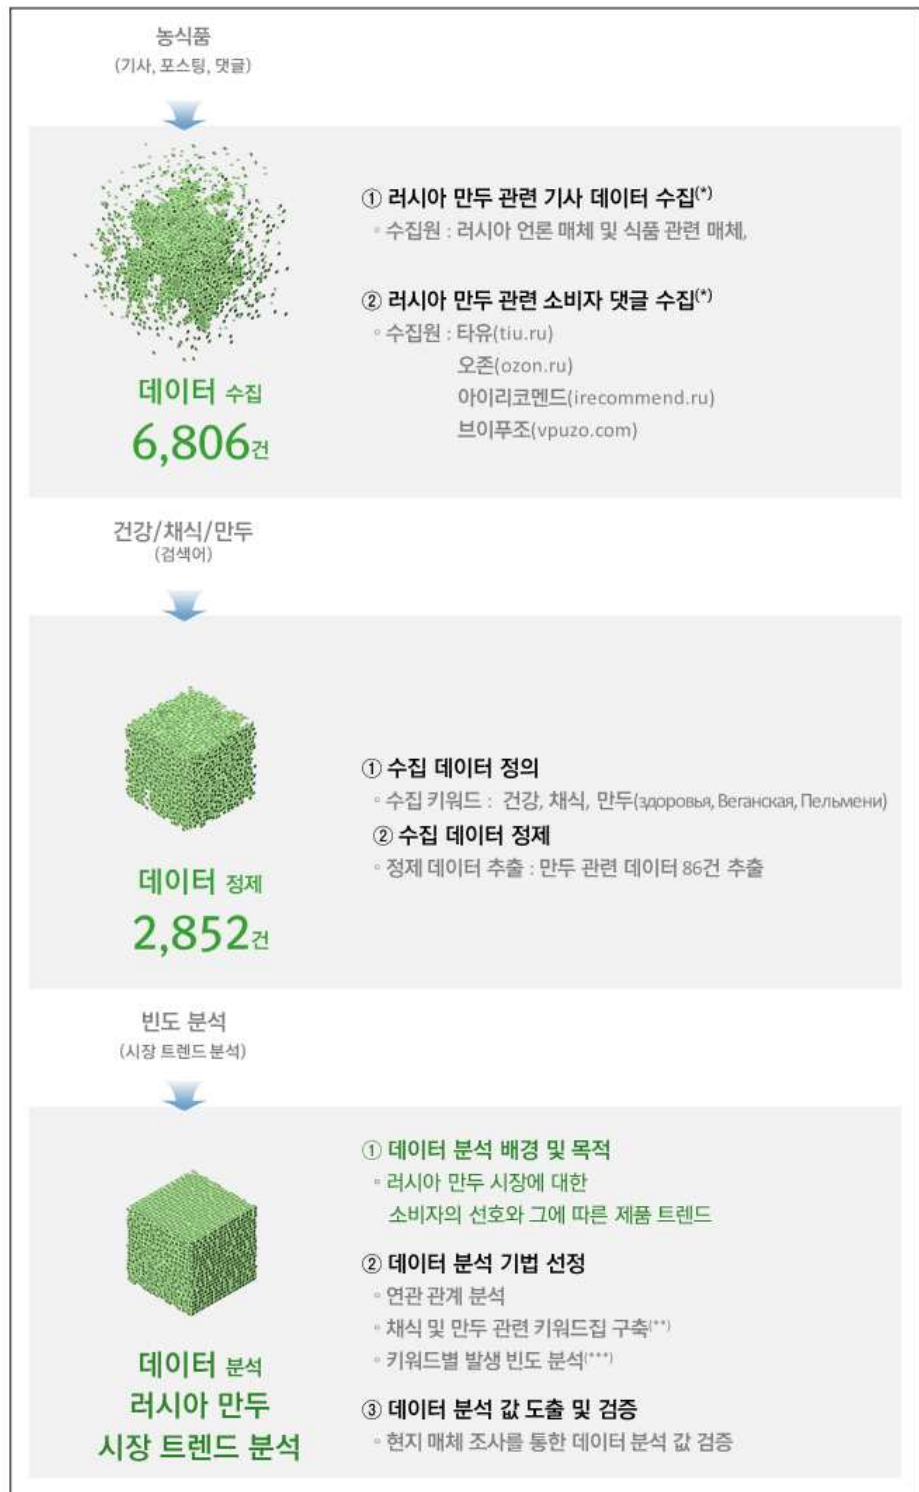 농식품
(기사, 포스팅, 댓글)
① 러시아 만두 관련 기사 데이터 수집(*)
◦ 수집원 : 러시아 언론 매체 및 식품 관련 매체,
② 러시아 만두 관련 소비자 댓글 수집(*)
◦ 수집원 : 타유(tiu.ru)
오존(ozon.ru)
아이리코멘드(irecommend.ru)
브이푸조(vpuzo.com)
데이터 수집
6,806건
건강/채식/만두
(검색어)
① 수집 데이터 정의
◦ 수집 키워드 : 건강, 채식, 만두(здоровья, Веганская, Пельмени)
② 수집 데이터 정제
◦ 정제 데이터 추출 : 만두 관련 데이터 86건 추출
데이터 정제
2,852건
빈도 분석
(시장 트렌드 분석)
① 데이터 분석 배경 및 목적
◦ 러시아 만두 시장에 대한
소비자의 선호와 그에 따른 제품 트렌드
② 데이터 분석 기법 선정
◦ 연관 관계 분석
◦ 채식 및 만두 관련 키워드집 구축(**)
◦ 키워드별 발생 빈도 분석(***)
③ 데이터 분석 값 도출 및 검증
◦ 현지 매체 조사를 통한 데이터 분석 값 검증
데이터 분석
러시아 만두
시장 트렌드 분석